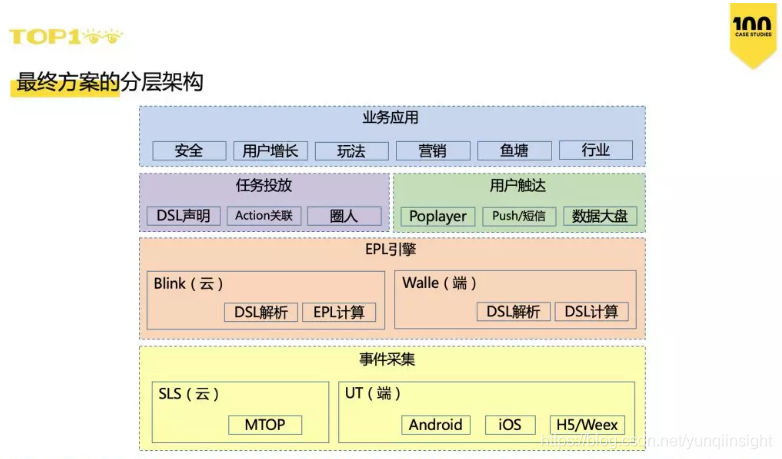 TOP100
100
CASE STUDIES
最终方案的分层架构
业务应用
安全 用户增长 玩法 营销 鱼塘 行业
任务投放
DSL声明 Action关联 圈人
用户触达
Poplayer Push/短信 数据大盘
EPL引擎
Blink（云）
DSL解析 EPL计算
Walle（端）
DSL解析 DSL计算
事件采集
SLS（云）
MTOP
UT（端）
Android iOS H5/Weex
https://blog.csdn.net/yunqiinsight